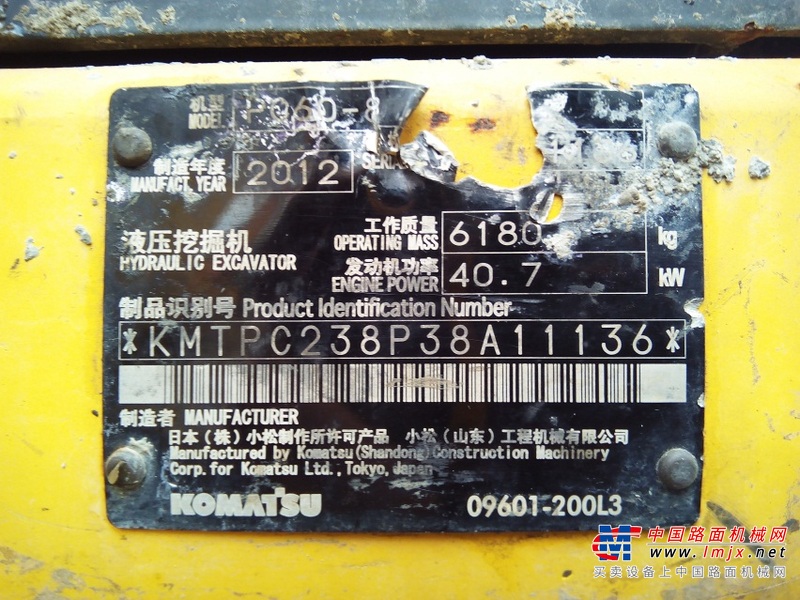 机型
MODEL PC60-8
制造年度
MANUFACT. YEAR 2012
液压挖掘机
HYDRAULIC EXCAVATOR
工作质量
OPERATING MASS 6180 kg
发动机功率
ENGINE POWER 40.7 kW
制品识别号 Product Identification Number
*KMTPC238P38A11136*
制造者 MANUFACTURER
日本(株)小松制作所许可产品 小松(山东)工程机械有限公司
Manufactured by Komatsu(Shandong)Construction Machinery
Corp.for Komatsu Ltd.,Tokyo,Japan
KOMATSU 09601-200L3
中国路面机械网
www.lmjx.net
买卖设备上中国路面机械网